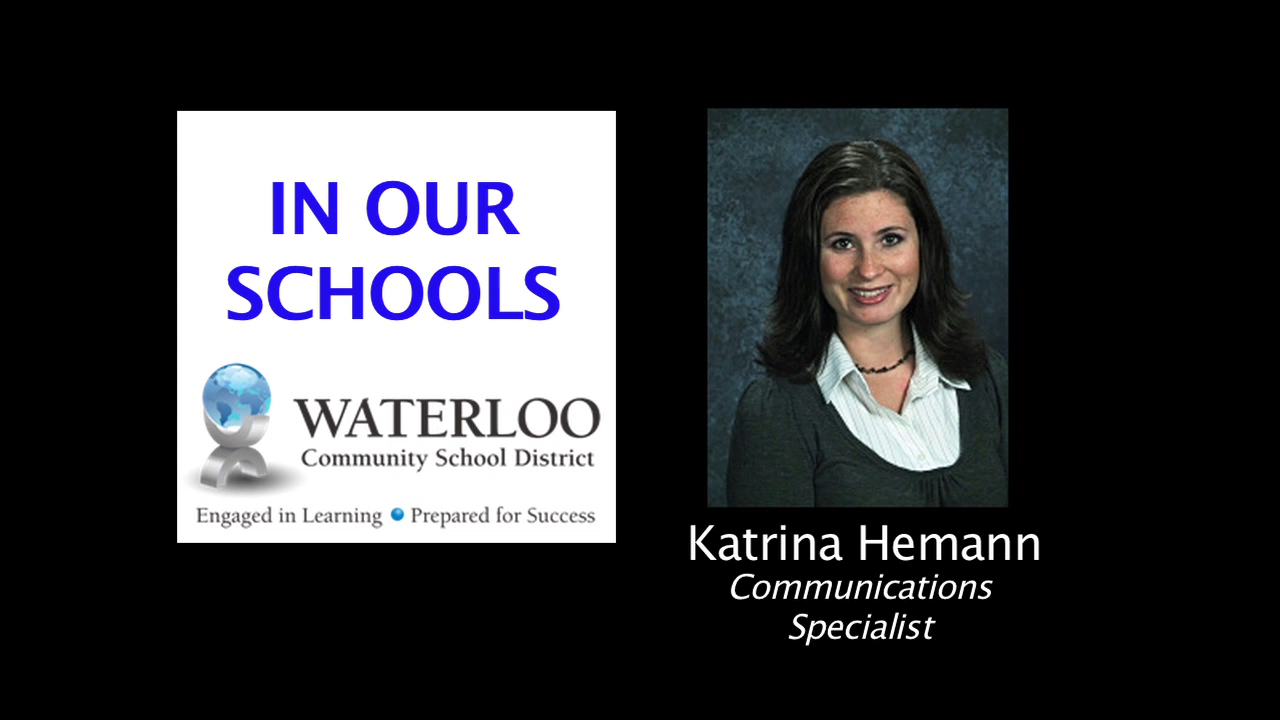 IN OUR
SCHOOLS
WATERLOO
Community School District
Engaged in Learning • Prepared for Success
Katrina Hemann
Communications
Specialist